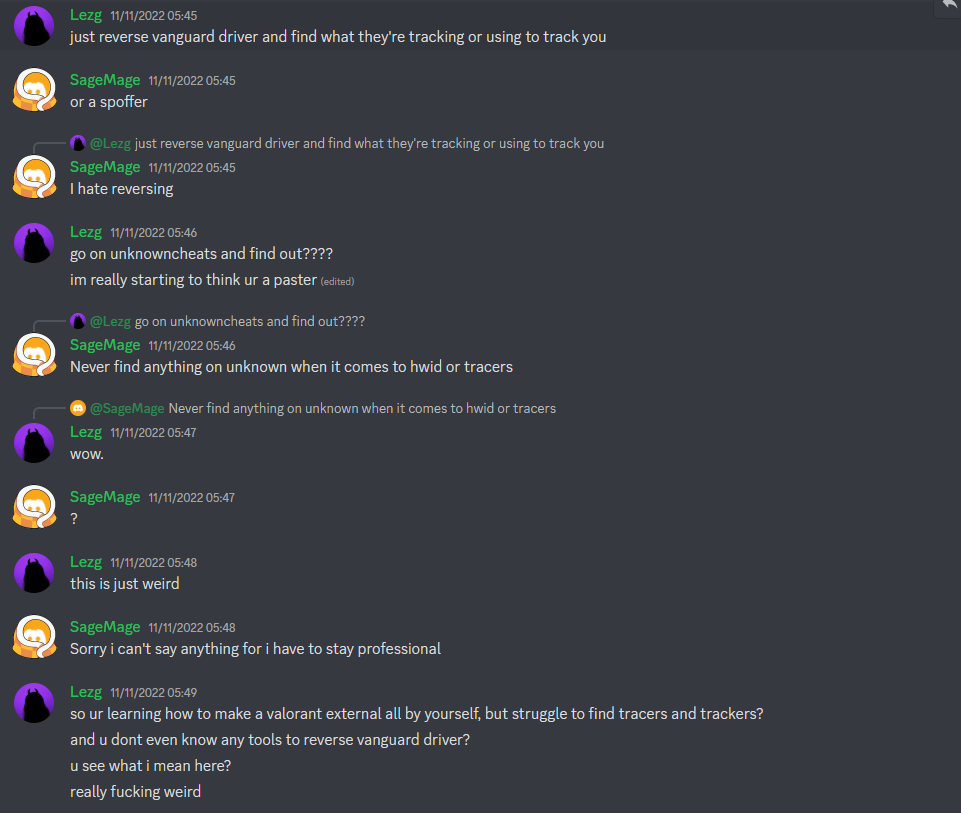 Lezg 11/11/2022 05:45
just reverse vanguard driver and find what they're tracking or using to track you
SageMage 11/11/2022 05:45
or a spoffer
@Lezg just reverse vanguard driver and find what they're tracking or using to track you
SageMage 11/11/2022 05:45
I hate reversing
Lezg 11/11/2022 05:46
go on unknowncheats and find out????
im really starting to think ur a paster (edited)
@Lezg go on unknowncheats and find out????
SageMage 11/11/2022 05:46
Never find anything on unknown when it comes to hwid or tracers
@SageMage Never find anything on unknown when it comes to hwid or tracers
Lezg 11/11/2022 05:47
wow.
SageMage 11/11/2022 05:47
?
Lezg 11/11/2022 05:48
this is just weird
SageMage 11/11/2022 05:48
Sorry i can't say anything for i have to stay professional
Lezg 11/11/2022 05:49
so ur learning how to make a valorant external all by yourself, but struggle to find tracers and trackers?
and u dont even know any tools to reverse vanguard driver?
u see what i mean here?
really fucking weird